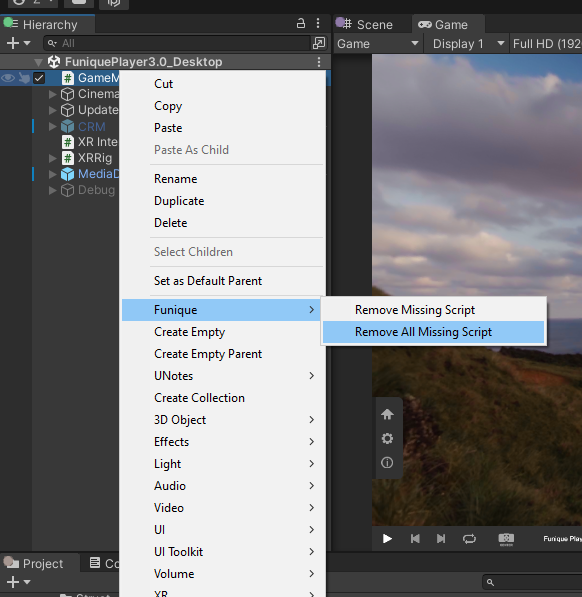 Hierarchy
Scene
Game
All
Game
Display 1
Full HD (192
FuniquePlayer3.0_Desktop
GameM
Cinema
Update
CRM
XR Inte
XRRig
MediaD
Debug
Cut
Copy
Paste
Paste As Child
Rename
Duplicate
Delete
Select Children
Set as Default Parent
Funique
Remove Missing Script
Remove All Missing Script
Create Empty
Create Empty Parent
UNotes
Create Collection
3D Object
Effects
Light
Audio
Video
UI
UI Toolkit
Volume
XR
Funique Play
Project
Co
Struct